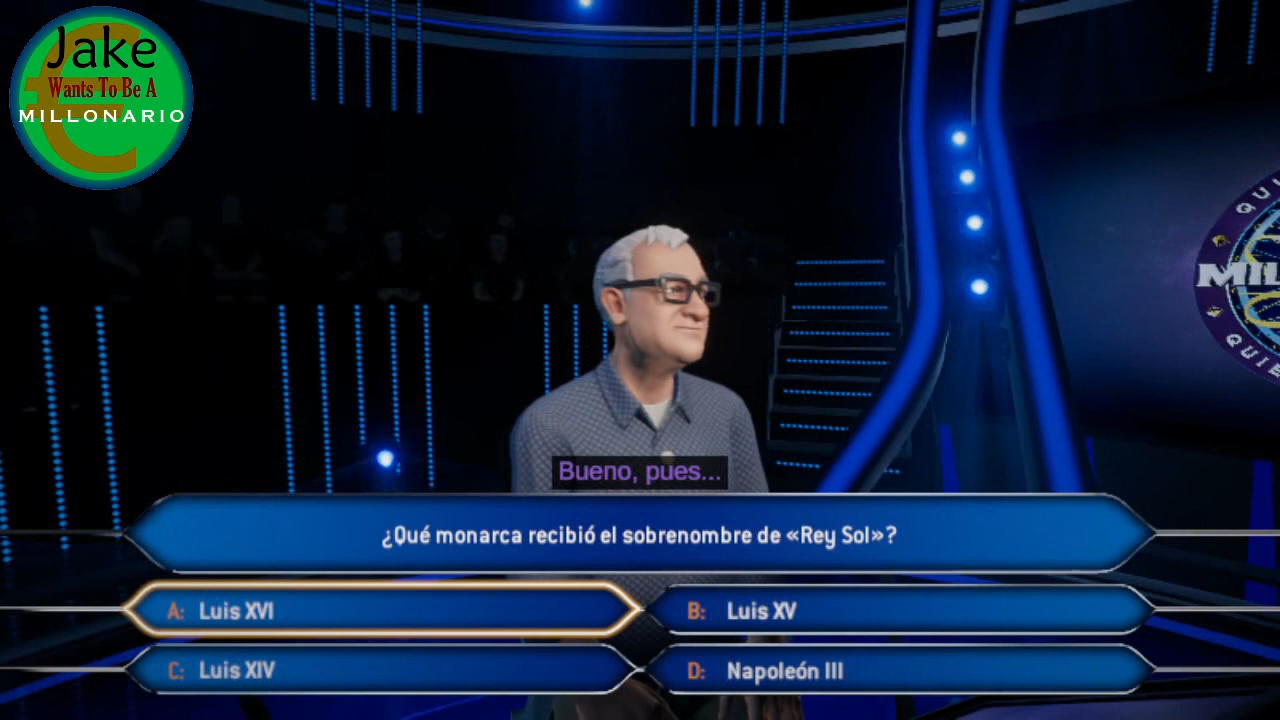 Jake
Wants To Be A
MILLONARIO
Bueno, pues...
¿Qué monarca recibió el sobrenombre de «Rey Sol»?
A: Luis XVI
B: Luis XV
C: Luis XIV
D: Napoleón III